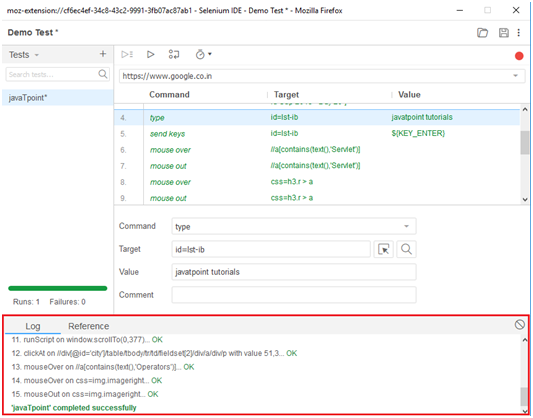 moz-extension://cf6ec4ef-34c8-43c2-9991-3fb07ac87ab1 - Selenium IDE - Demo Test * - Mozilla Firefox
Demo Test *
Tests
Search tests...
javaTpoint*
Runs: 1 Failures: 0
https://www.google.co.in
Command Target Value
4. type id=lst-ib javatpoint tutorials
5. send keys id=lst-ib ${KEY_ENTER}
6. mouse over //a[contains(text(),'Servlet')]
7. mouse out //a[contains(text(),'Servlet')]
8. mouse over css=h3.r > a
9. mouse out css=h3.r > a
Command type
Target id=lst-ib
Value javatpoint tutorials
Comment
Log Reference
11. runScript on window.scrollTo(0,377)... OK
12. clickAt on //div[@id='city']/table/tbody/tr/td/fieldset[2]/div/a/div/p with value 51,3... OK
13. mouseOver on //a[contains(text(),'Operators')]... OK
14. mouseOver on css=img.imageright... OK
15. mouseOut on css=img.imageright... OK
'javaTpoint' completed successfully